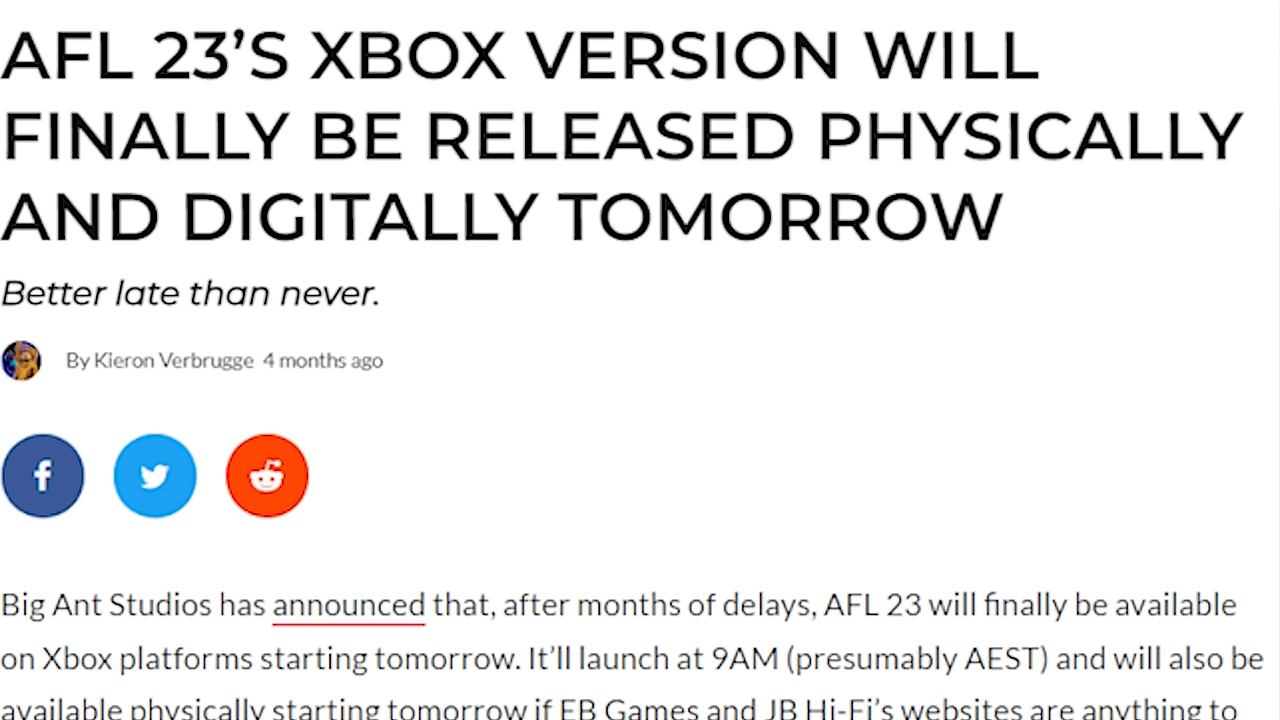 AFL 23’S XBOX VERSION WILL
FINALLY BE RELEASED PHYSICALLY
AND DIGITALLY TOMORROW
Better late than never.
By Kieron Verbrugge 4 months ago
Big Ant Studios has announced that, after months of delays, AFL 23 will finally be available
on Xbox platforms starting tomorrow. It’ll launch at 9AM (presumably AEST) and will also be
available physically starting tomorrow if EB Games and JB Hi-Fi’s websites are anything to